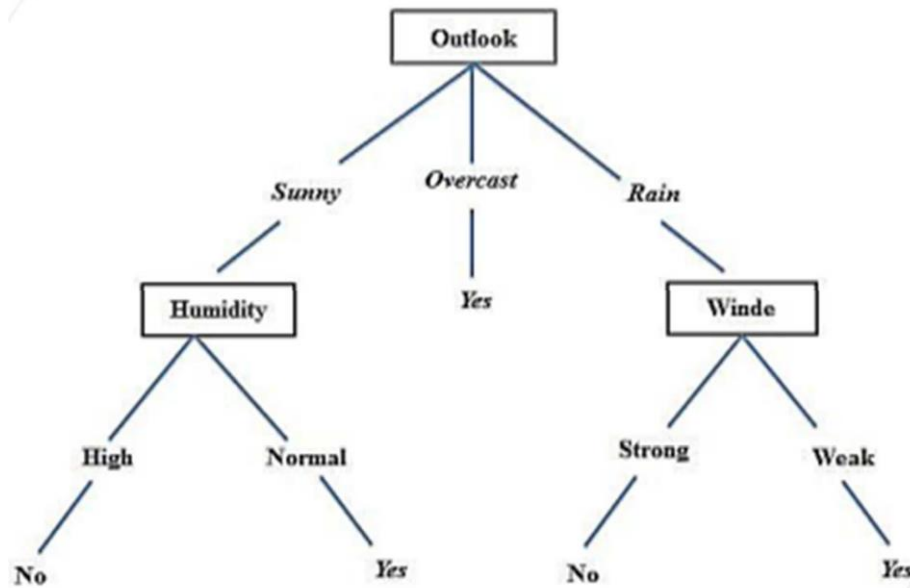 Outlook
Sunny
Overcast
Rain
Humidity
Yes
Winde
High
Normal
Strong
Weak
No
Yes
No
Yes